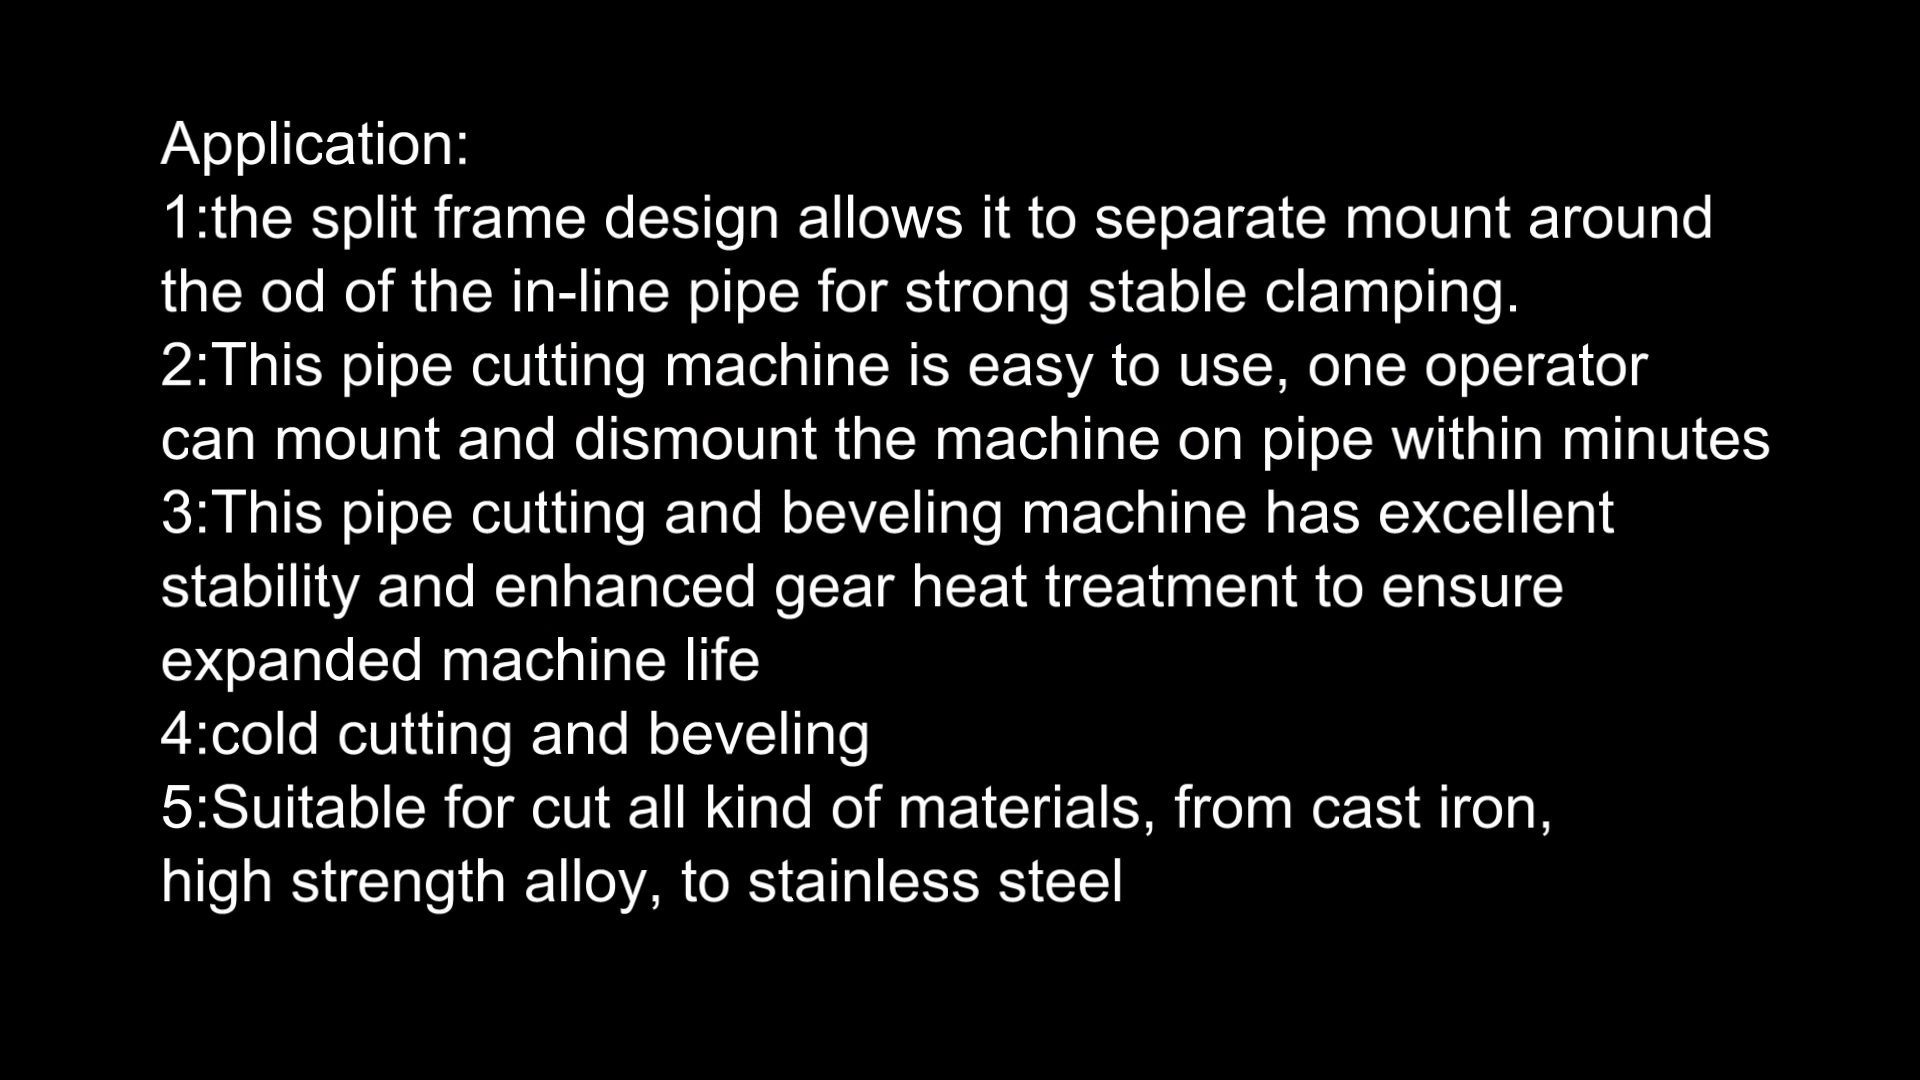 Application:
1:the split frame design allows it to separate mount around
the od of the in-line pipe for strong stable clamping.
2:This pipe cutting machine is easy to use, one operator
can mount and dismount the machine on pipe within minutes
3:This pipe cutting and beveling machine has excellent
stability and enhanced gear heat treatment to ensure
expanded machine life
4:cold cutting and beveling
5:Suitable for cut all kind of materials, from cast iron,
high strength alloy, to stainless steel